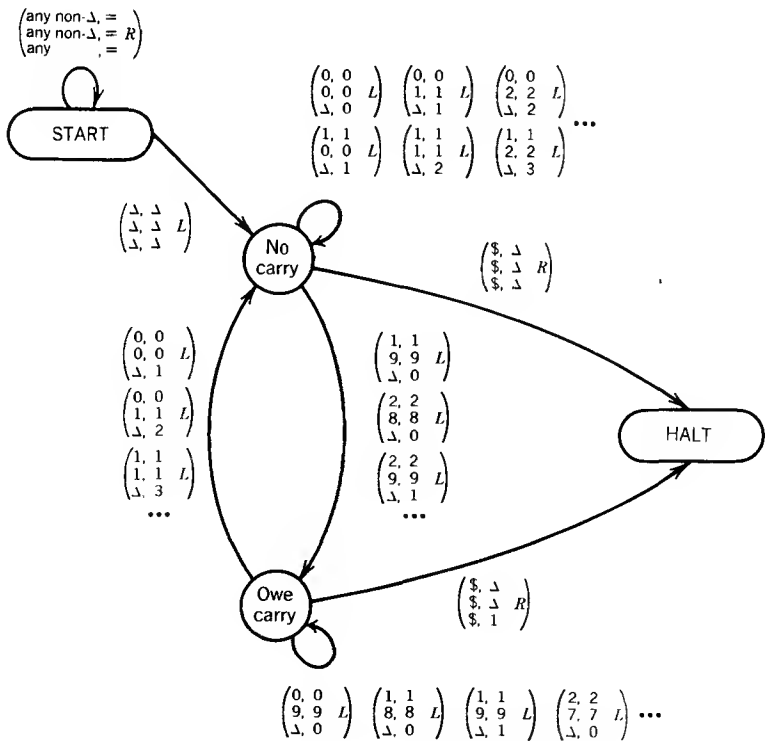 any non-Δ, =
any non-Δ, = R
any , =
START
0, 0
0, 0 L
Δ, 0
0, 0
1, 1 L
Δ, 1
0, 0
2, 2 L
Δ, 2
...
1, 1
0, 0 L
Δ, 1
1, 1
1, 1 L
Δ, 2
1, 1
2, 2 L
Δ, 3
Δ, Δ
Δ, Δ L
Δ, Δ
No
carry
$, Δ
$, Δ R
$, Δ
0, 0
0, 0 L
Δ, 1
0, 0
1, 1 L
Δ, 2
1, 1
1, 1 L
Δ, 3
...
1, 1
9, 9 L
Δ, 0
2, 2
8, 8 L
Δ, 0
2, 2
9, 9 L
Δ, 1
...
HALT
Owe
carry
$, Δ
$, Δ R
$, 1
0, 0
9, 9 L
Δ, 0
1, 1
8, 8 L
Δ, 0
1, 1
9, 9 L
Δ, 1
2, 2
7, 7 L
Δ, 0
...